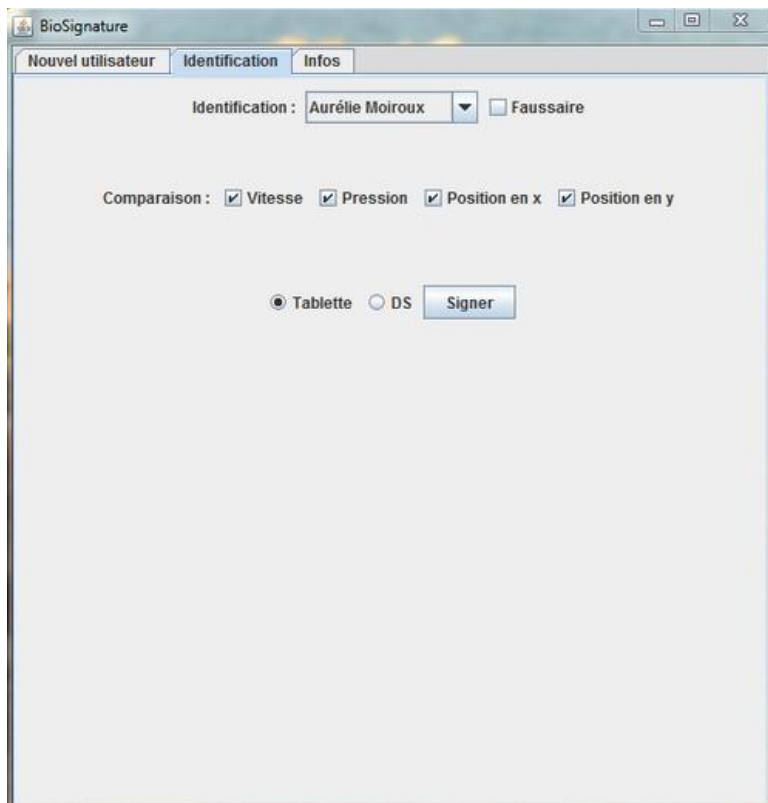 BioSignature
Nouvel utilisateur Identification Infos
Identification : Aurélie Moiroux Faussaire
Comparaison : Vitesse Pression Position en x Position en y
Tablette DS Signer